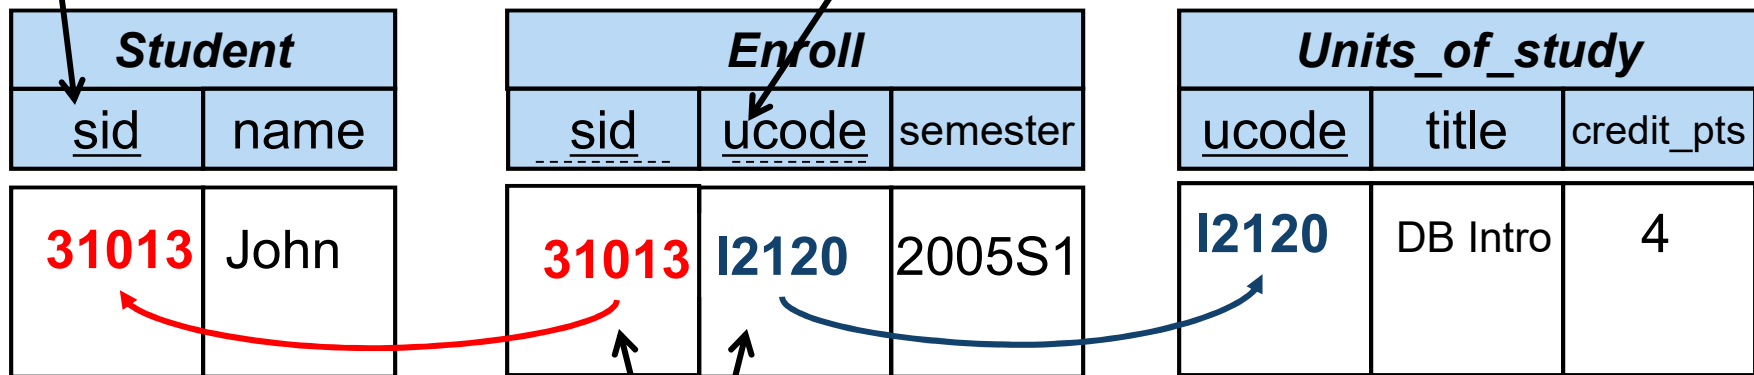 Student Enroll Units_of_study
sid name sid ucode semester ucode title credit_pts
31013 John 31013 I2120 2005S1 I2120 DB Intro 4